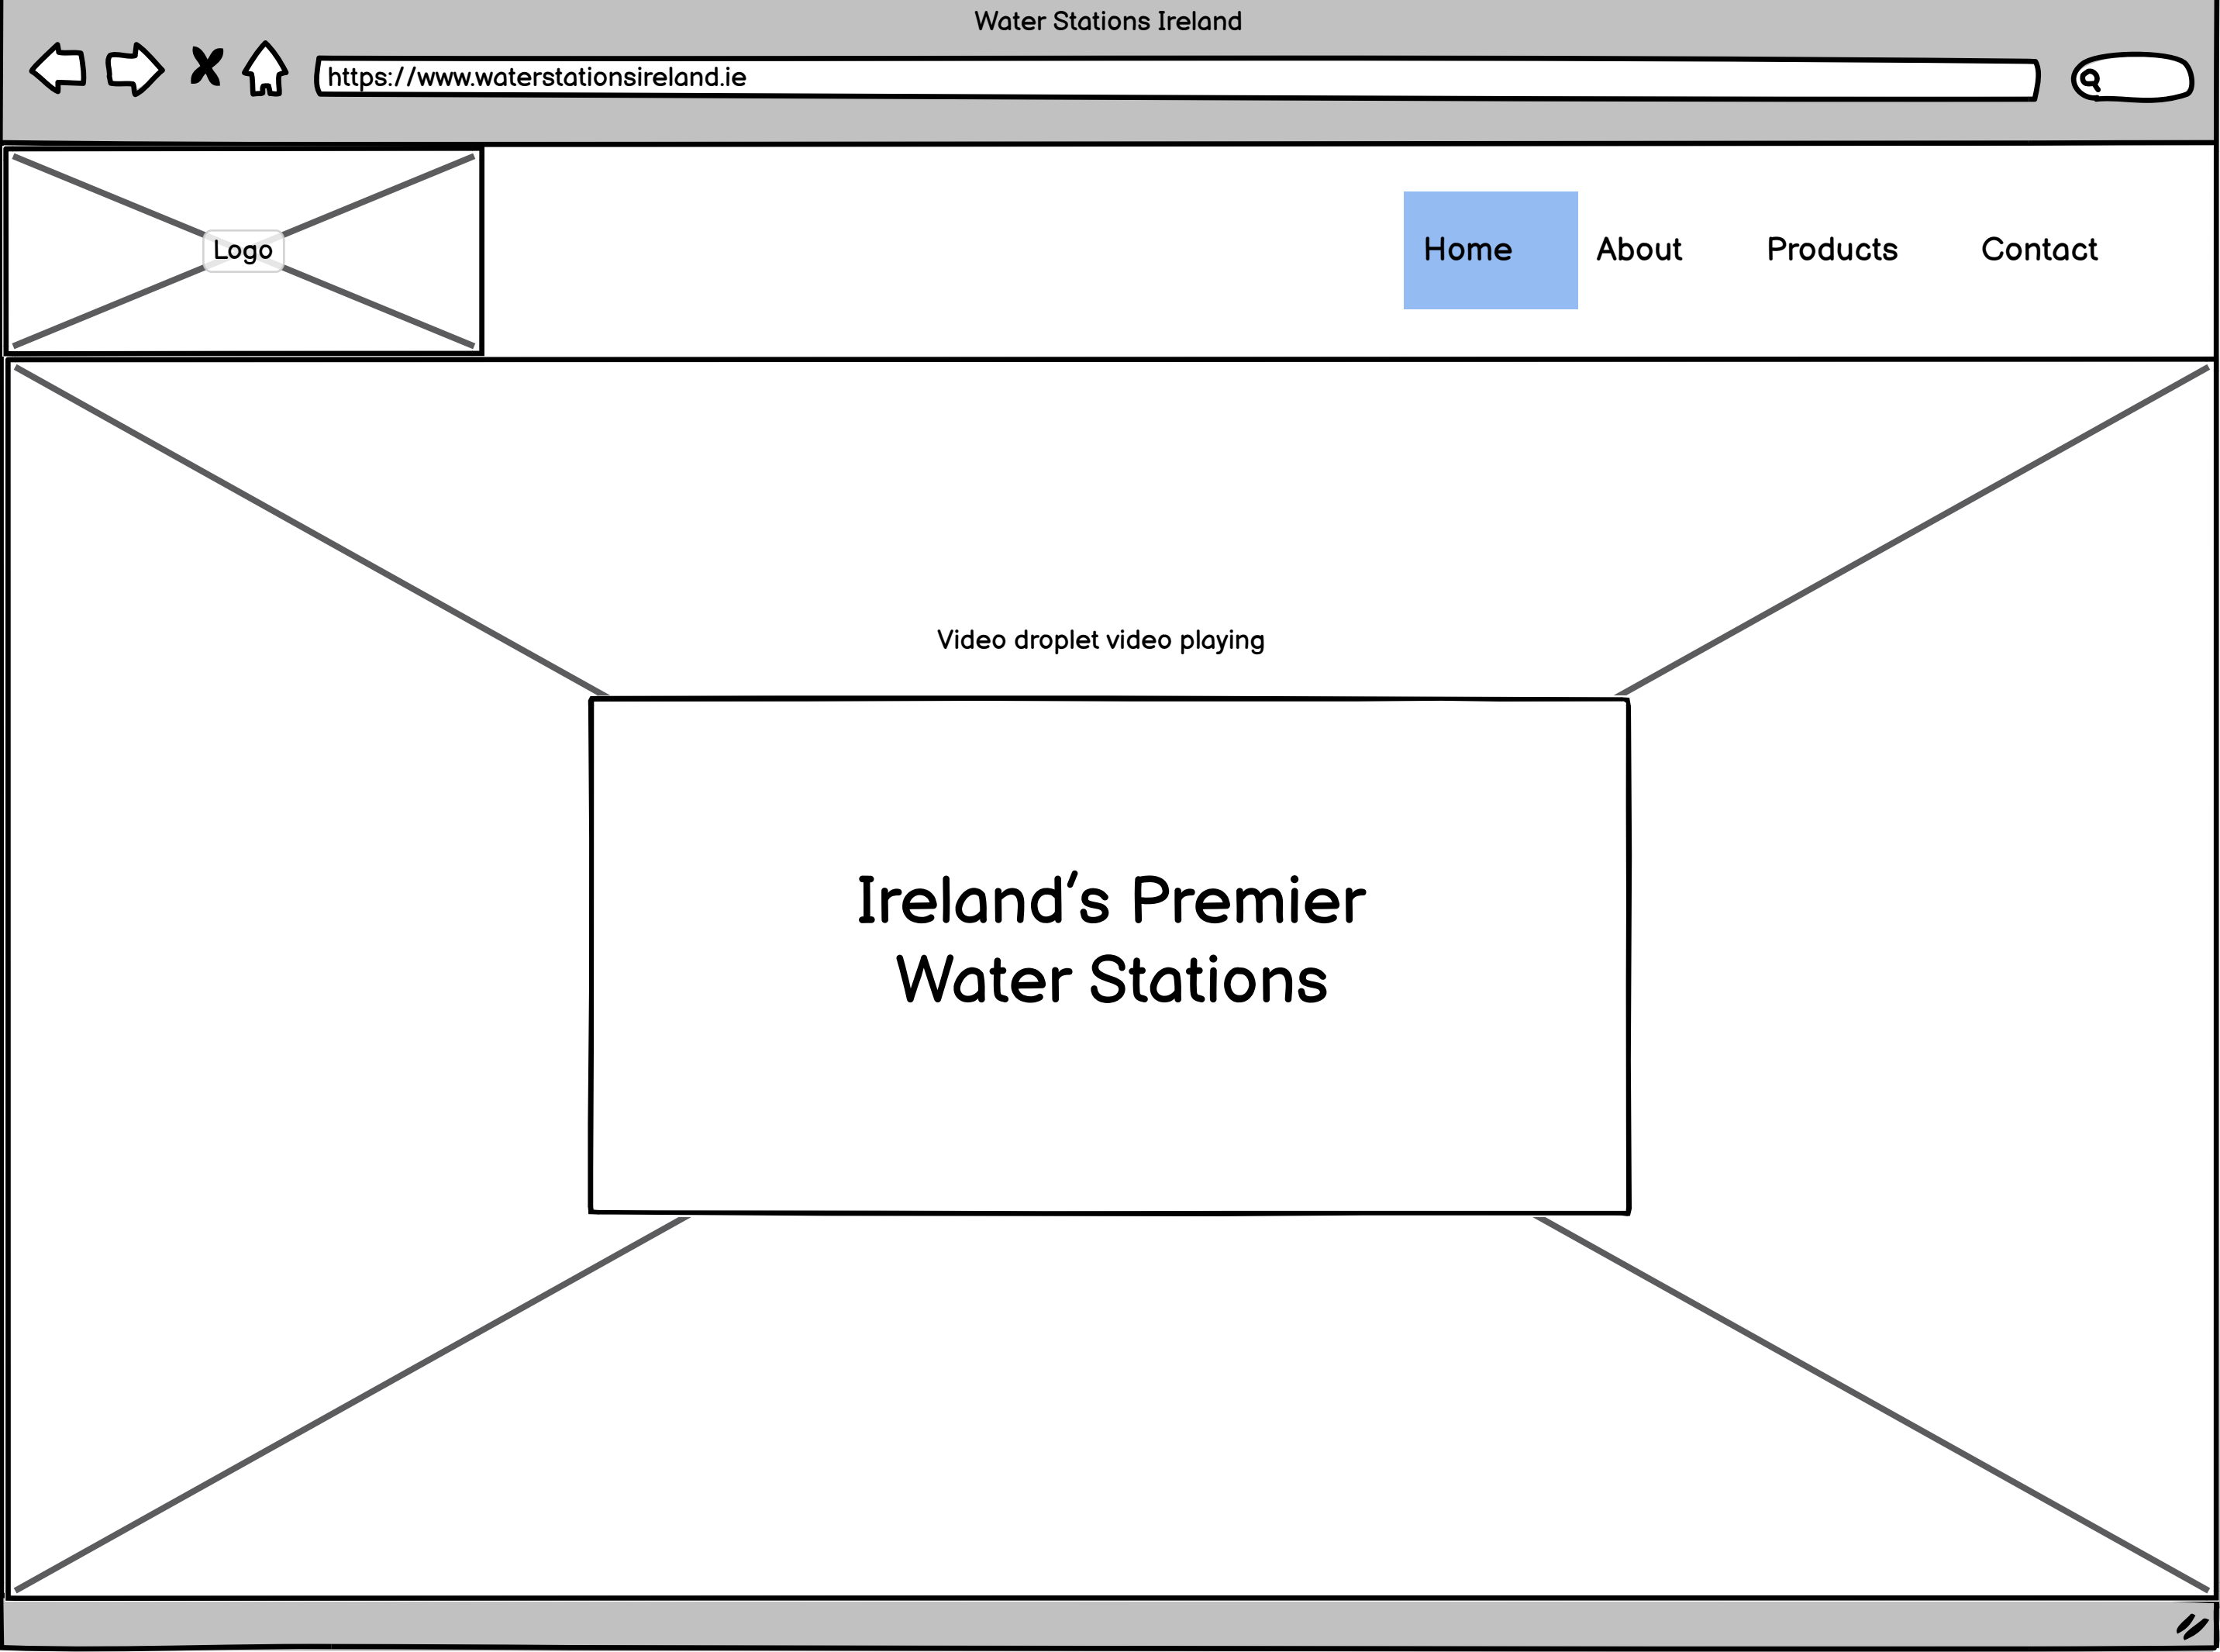 Water Stations Ireland
https://www.waterstationsireland.ie
Logo
Home
About
Products
Contact
Video droplet video playing
Ireland's Premier
Water Stations